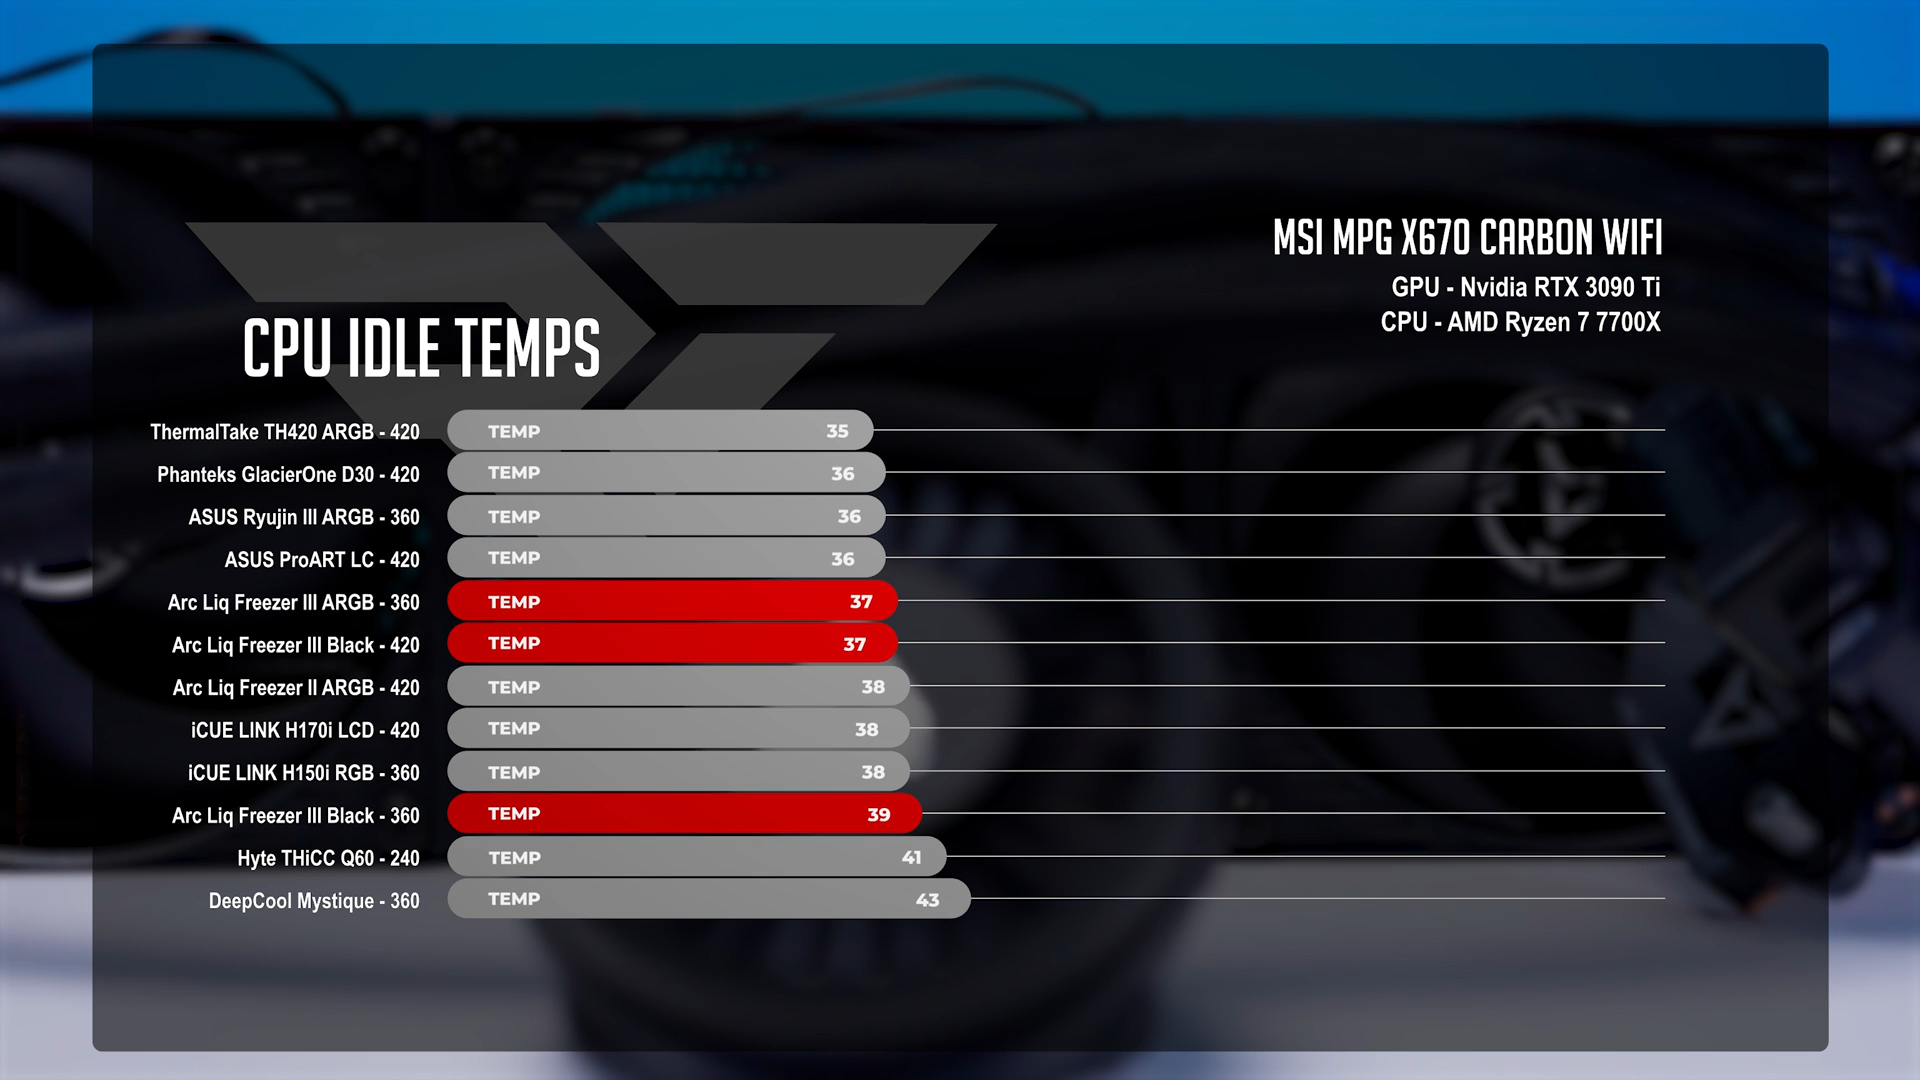 MSI MPG X670 CARBON WIFI
GPU - Nvidia RTX 3090 Ti
CPU - AMD Ryzen 7 7700X
CPU IDLE TEMPS
ThermalTake TH420 ARGB - 420 TEMP 35
Phanteks GlacierOne D30 - 420 TEMP 36
ASUS Ryujin III ARGB - 360 TEMP 36
ASUS ProART LC - 420 TEMP 36
Arc Liq Freezer III ARGB - 360 TEMP 37
Arc Liq Freezer III Black - 420 TEMP 37
Arc Liq Freezer II ARGB - 420 TEMP 38
iCUE LINK H170i LCD - 420 TEMP 38
iCUE LINK H150i RGB - 360 TEMP 38
Arc Liq Freezer III Black - 360 TEMP 39
Hyte THiCC Q60 - 240 TEMP 41
DeepCool Mystique - 360 TEMP 43